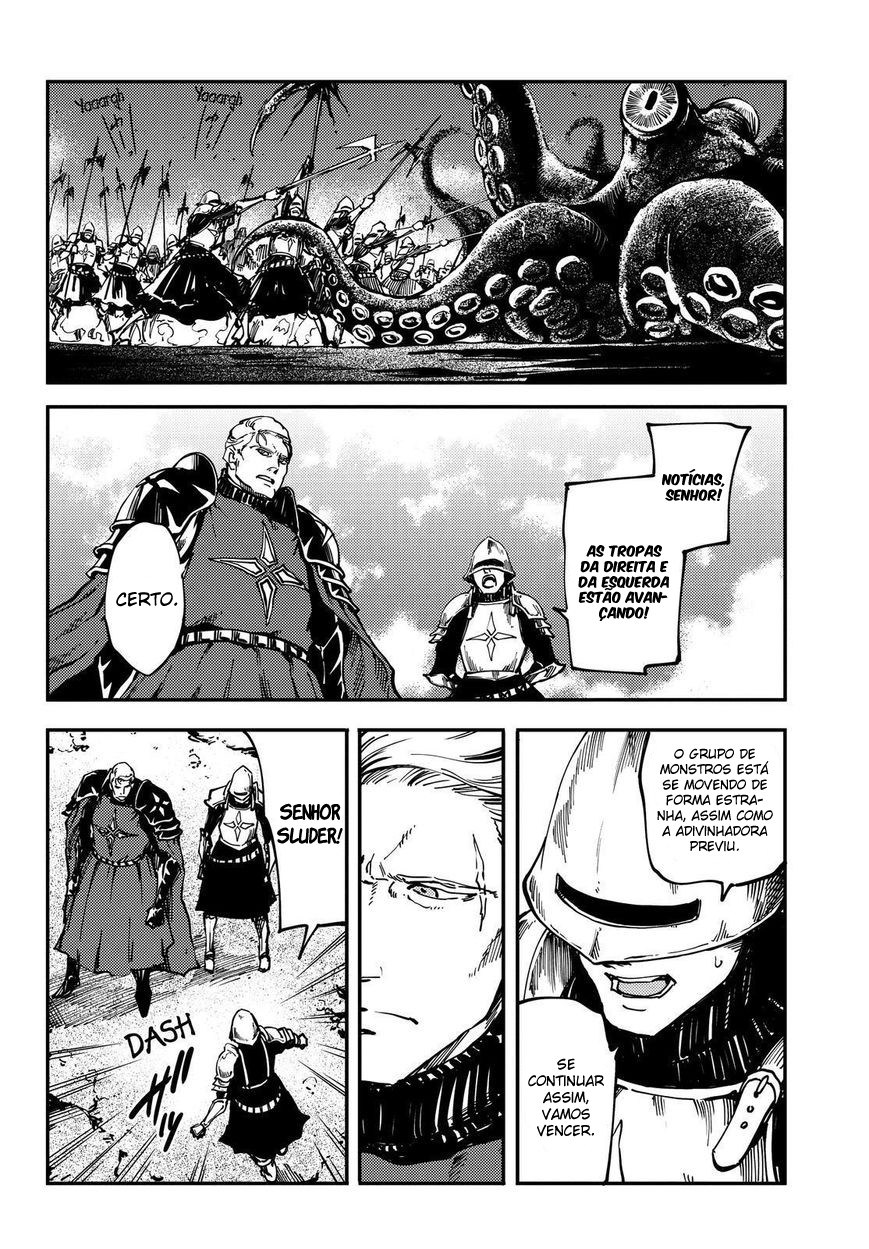 Yaaargh
Yaaargh
NOTÍCIAS,
SENHOR!
AS TROPAS
DA DIREITA E
DA ESQUERDA
ESTÃO AVAN-
ÇANDO!
CERTO.
O GRUPO DE
MONSTROS ESTÁ
SE MOVENDO DE
FORMA ESTRA-
NHA, ASSIM COMO
A ADIVINHADORA
PREVIU.
SE
CONTINUAR
ASSIM,
VAMOS
VENCER.
SENHOR
SLUDER!
DASH